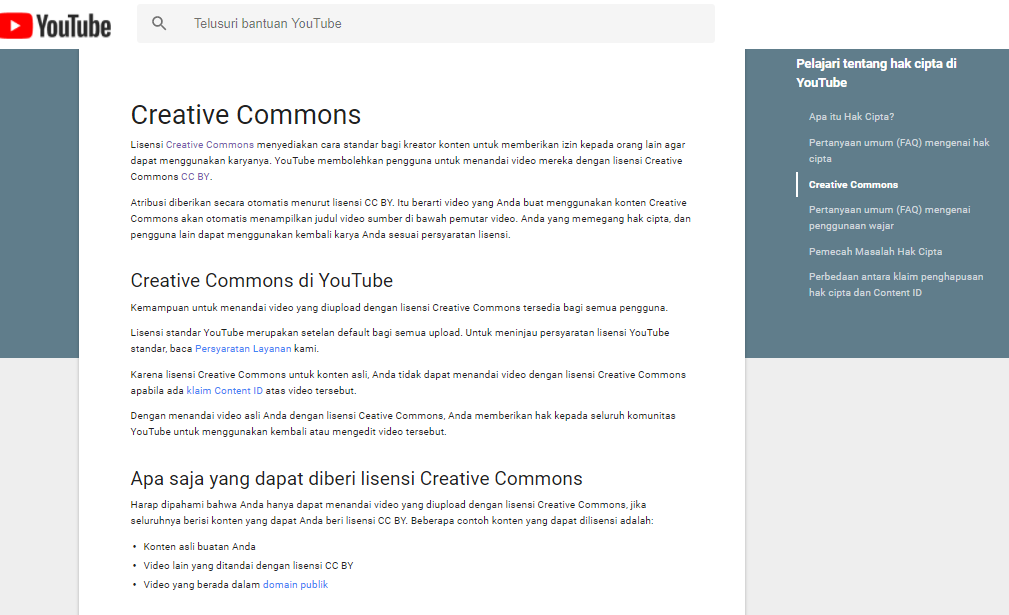 YouTube
Telusuri bantuan YouTube
Creative Commons
Lisensi Creative Commons menyediakan cara standar bagi kreator konten untuk memberikan izin kepada orang lain agar
dapat menggunakan karyanya. YouTube membolehkan pengguna untuk menandai video mereka dengan lisensi Creative
Commons CC BY.
Atribusi diberikan secara otomatis menurut lisensi CC BY. Itu berarti video yang Anda buat menggunakan konten Creative
Commons akan otomatis menampilkan judul video sumber di bawah pemutar video. Anda yang memegang hak cipta, dan
pengguna lain dapat menggunakan kembali karya Anda sesuai persyaratan lisensi.
Creative Commons di YouTube
Kemampuan untuk menandai video yang diupload dengan lisensi Creative Commons tersedia bagi semua pengguna.
Lisensi standar YouTube merupakan setelan default bagi semua upload. Untuk meninjau persyaratan lisensi YouTube
standar, baca Persyaratan Layanan kami.
Karena lisensi Creative Commons untuk konten asli, Anda tidak dapat menandai video dengan lisensi Creative Commons
apabila ada klaim Content ID atas video tersebut.
Dengan menandai video asli Anda dengan lisensi Ceative Commons, Anda memberikan hak kepada seluruh komunitas
YouTube untuk menggunakan kembali atau mengedit video tersebut.
Apa saja yang dapat diberi lisensi Creative Commons
Harap dipahami bahwa Anda hanya dapat menandai video yang diupload dengan lisensi Creative Commons, jika
seluruhnya berisi konten yang dapat Anda beri lisensi CC BY. Beberapa contoh konten yang dapat dilisensi adalah:
• Konten asli buatan Anda
• Video lain yang ditandai dengan lisensi CC BY
• Video yang berada dalam domain publik
Pelajari tentang hak cipta di
YouTube
Apa itu Hak Cipta?
Pertanyaan umum (FAQ) mengenai hak
cipta
Creative Commons
Pertanyaan umum (FAQ) mengenai
penggunaan wajar
Pemecah Masalah Hak Cipta
Perbedaan antara klaim penghapusan
hak cipta dan Content ID